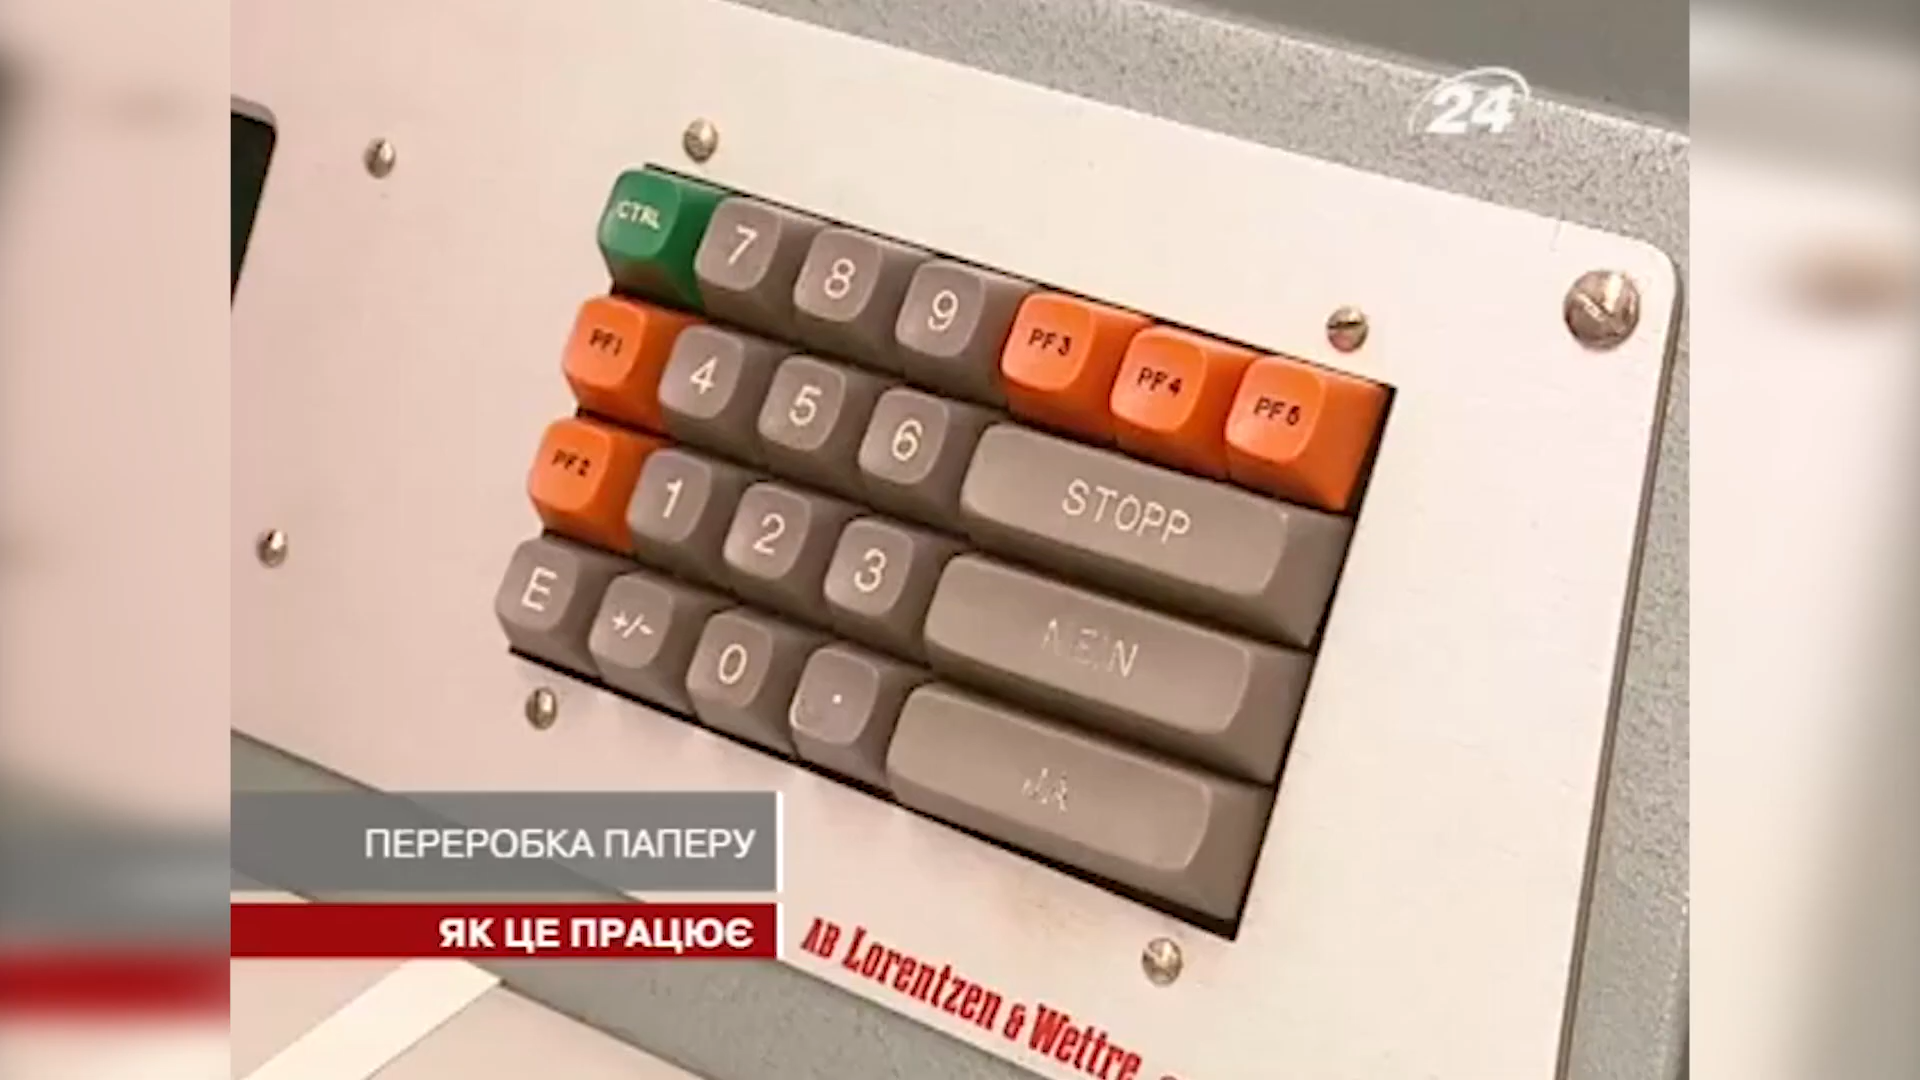 24
CTRL 7 8 9 PF3 PF4 PF5
PF1 4 5 6 STOPP
PF2 1 2 3 NEIN
E +/- 0 . JA
ПЕРЕРОБКА ПАПЕРУ
ЯК ЦЕ ПРАЦЮЄ
AB Lorentzen & Wettre